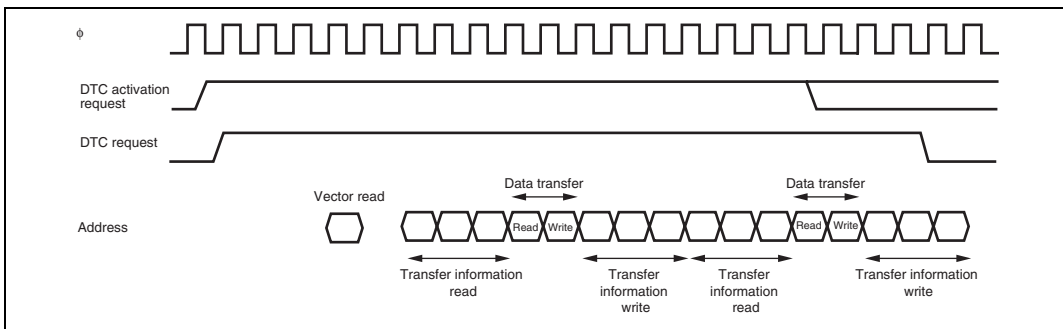 φ
DTC activation
request
DTC request
Data transfer
Data transfer
Vector read
Address
Read
Write
Read
Write
Transfer information
read
Transfer
information
write
Transfer
information
read
Transfer information
write